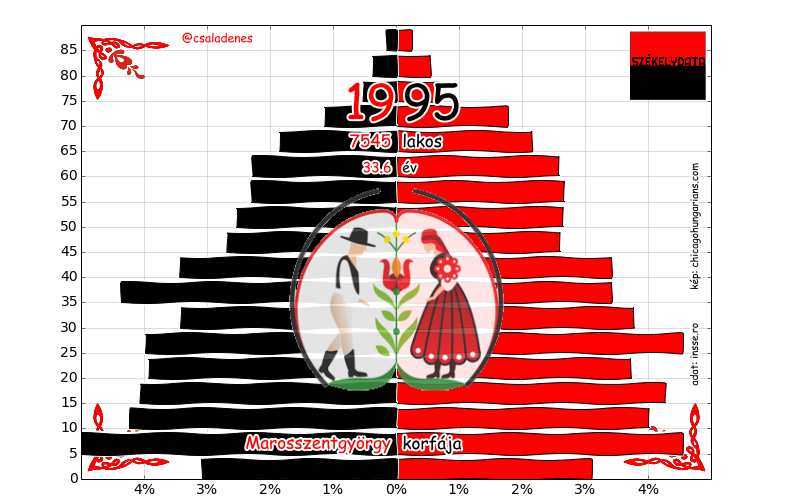 @csaladenes
SZÉKELYDATA
1995
7545 lakos
33.6 év
Marosszentgyörgy korfája
kép: chicagohungarians.com
adat: insse.ro
85
80
75
70
65
60
55
50
45
40
35
30
25
20
15
10
5
0
4% 3% 2% 1% 0% 1% 2% 3% 4%